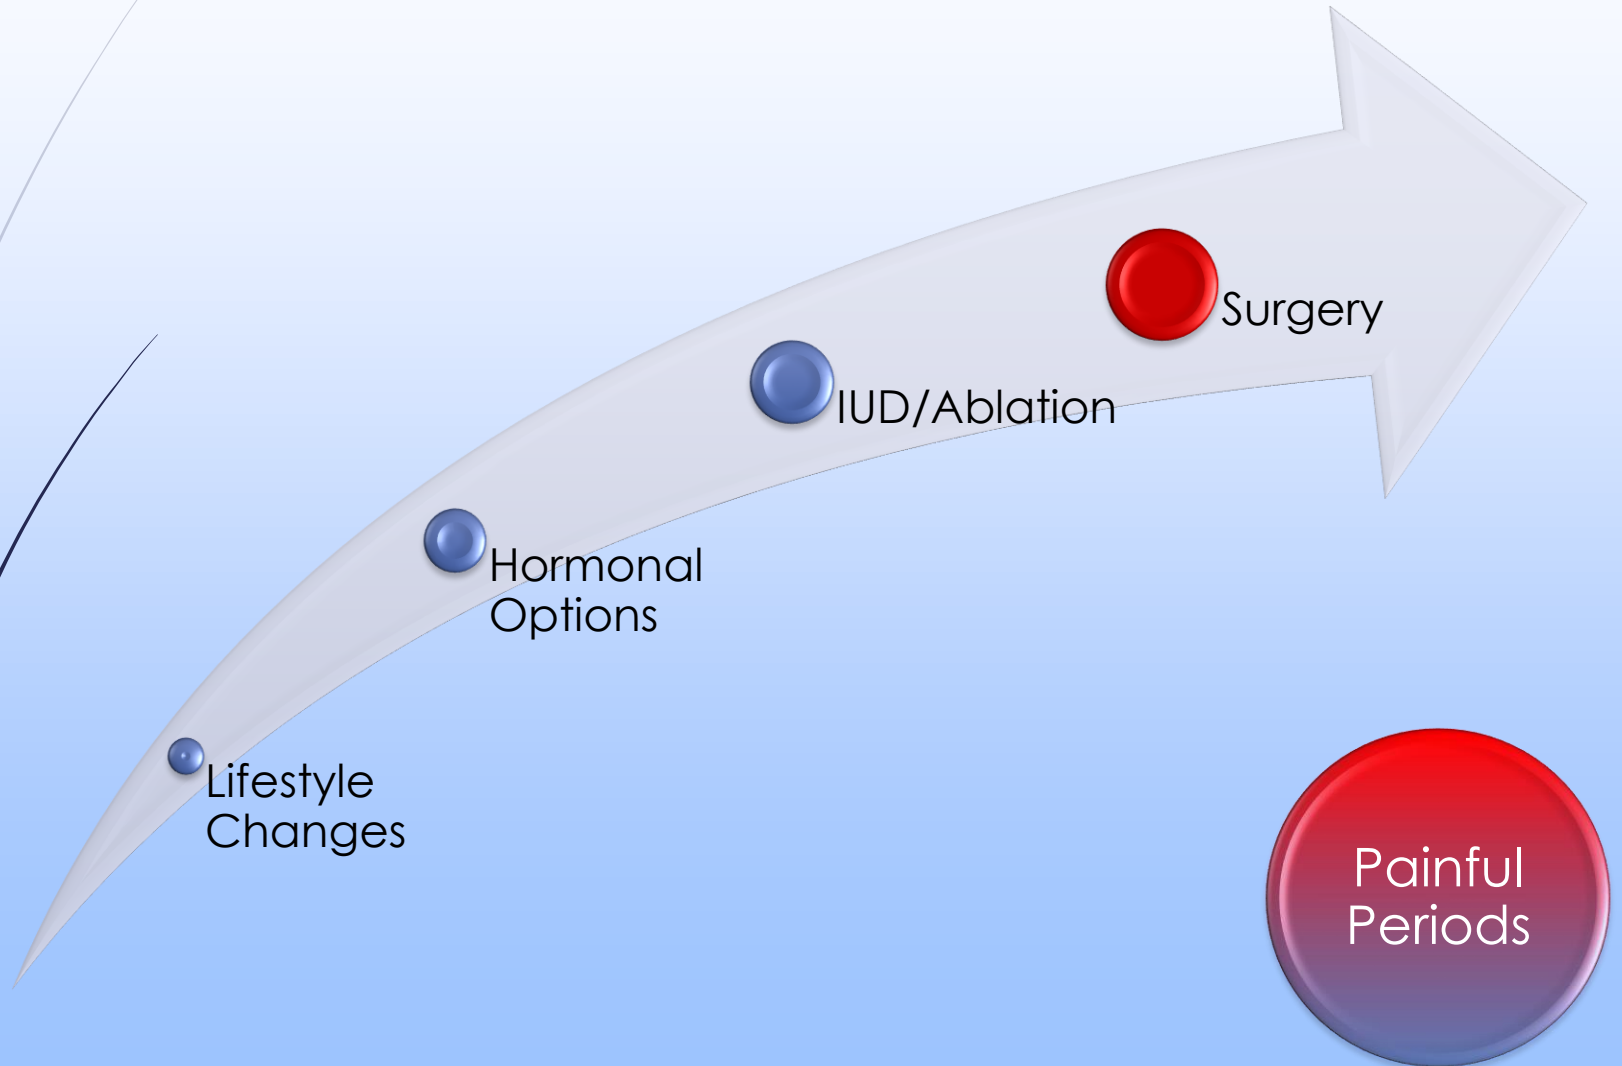 Surgery
IUD/Ablation
Hormonal
Options
Lifestyle
Changes
Painful
Periods